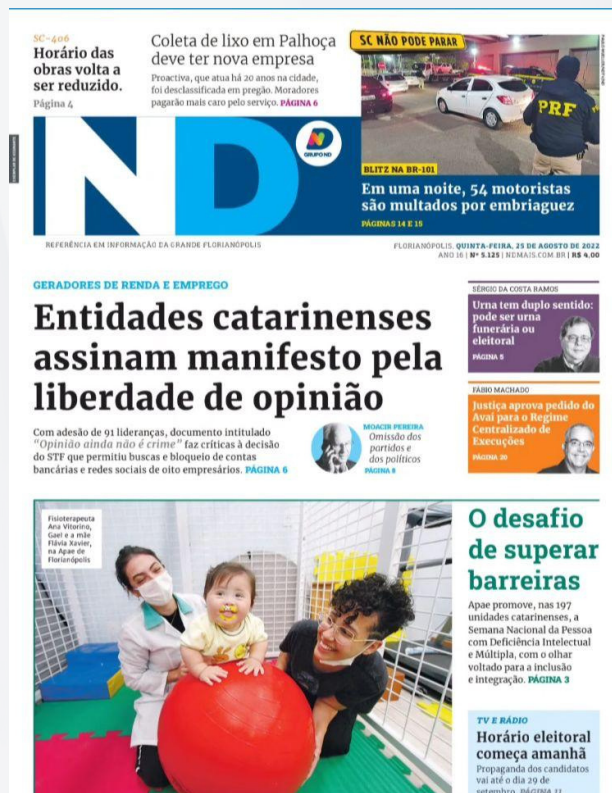 SC-406
Horário das
obras volta a
ser reduzido.
Página 4
Coleta de lixo em Palhoça
deve ter nova empresa
Proactiva, que atua há 20 anos na cidade,
foi desclassificada em pregão. Moradores
pagarão mais caro pelo serviço. PÁGINA 6
SC NÃO PODE PARAR
PRF
BLITZ NA BR-101
Em uma noite, 54 motoristas
são multados por embriaguez
PÁGINAS 14 E 15
ND
GRUPO ND
REFERÊNCIA EM INFORMAÇÃO DA GRANDE FLORIANÓPOLIS
FLORIANÓPOLIS, QUINTA-FEIRA, 25 DE AGOSTO DE 2022
ANO 16 | Nº 5.125 | NDMAIS.COM.BR | R$ 4,00
GERADORES DE RENDA E EMPREGO
Entidades catarinenses
assinam manifesto pela
liberdade de opinião
Com adesão de 91 lideranças, documento intitulado
"Opinião ainda não é crime" faz críticas à decisão
do STF que permitiu buscas e bloqueio de contas
bancárias e redes sociais de oito empresários. PÁGINA 6
MOACIR PEREIRA
Omissão dos
partidos e
dos políticos
PÁGINA 8
SÉRGIO DA COSTA RAMOS
Urna tem duplo sentido:
pode ser urna
funerária ou
eleitoral
PÁGINA 5
FÁBIO MACHADO
Justiça aprova pedido do
Avaí para o Regime
Centralizado de
Execuções
PÁGINA 20
Fisioterapeuta
Ana Vitorino,
Gael e a mãe
Flávia Xavier,
na Apae de
Florianópolis
O desafio
de superar
barreiras
Apae promove, nas 197
unidades catarinenses, a
Semana Nacional da Pessoa
com Deficiência Intelectual
e Múltipla, com o olhar
voltado para a inclusão
e integração. PÁGINA 3
TV E RÁDIO
Horário eleitoral
começa amanhã
Propaganda dos candidatos
vai até o dia 29 de
setembro. PÁGINA 11